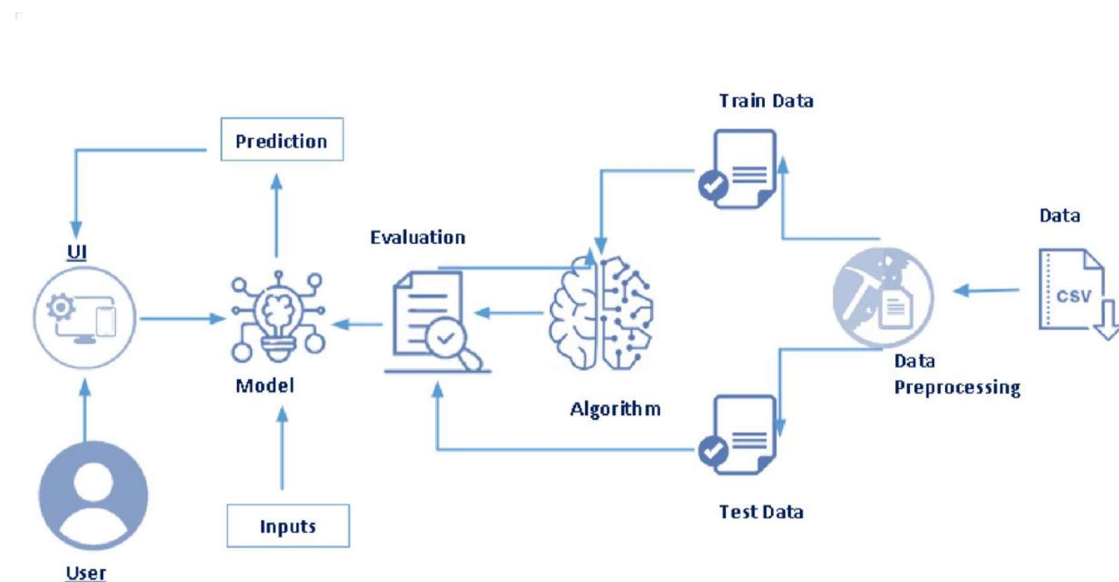 Train Data
Prediction
Data
Evaluation
UI
CSV
Model
Data
Preprocessing
Algorithm
Inputs
Test Data
User